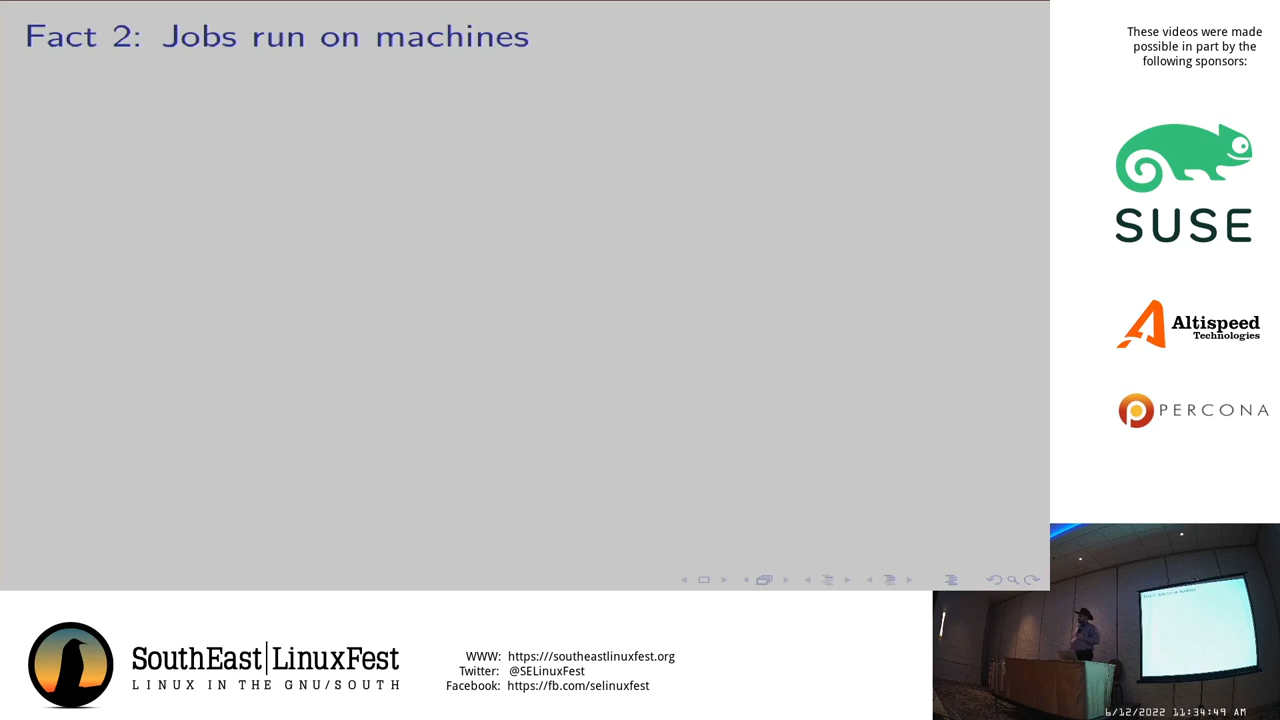 Fact 2: Jobs run on machines
These videos were made
possible in part by the
following sponsors:
SUSE
Altispeed
Technologies
PERCONA
SouthEast LinuxFest
LINUX IN THE GNU/SOUTH
WWW: https:///southeastlinuxfest.org
Twitter: @SELinuxFest
Facebook: https://fb.com/selinuxfest
6/12/2022 11:34:49 AM